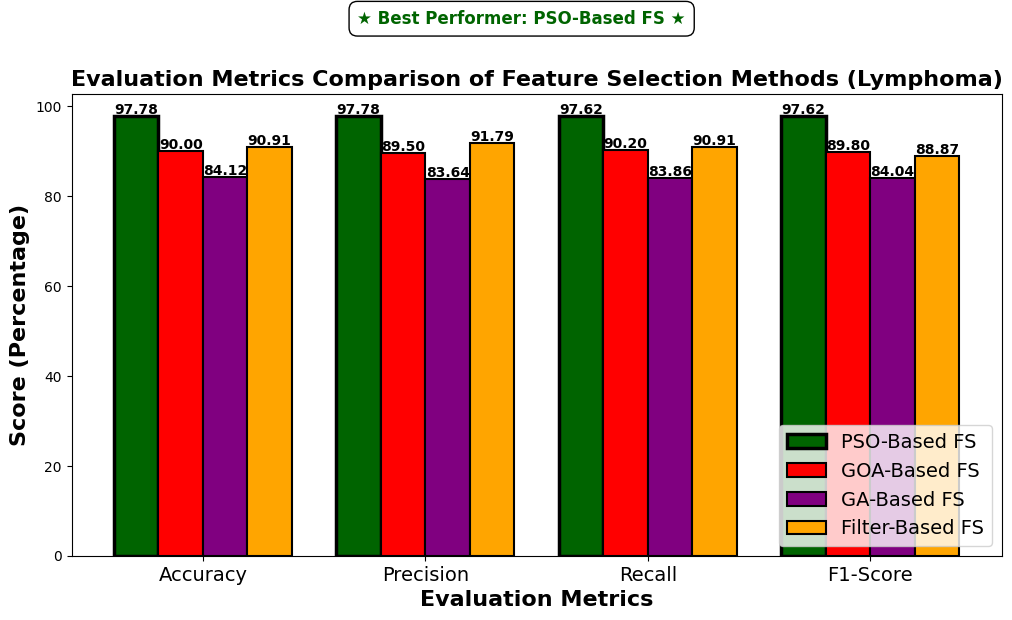 ★ Best Performer: PSO-Based FS ★
Evaluation Metrics Comparison of Feature Selection Methods (Lymphoma)
Score (Percentage)
100
80
60
40
20
0
97.78
90.00
84.12
90.91
97.78
89.50
83.64
91.79
97.62
90.20
83.86
90.91
97.62
89.80
84.04
88.87
PSO-Based FS
GOA-Based FS
GA-Based FS
Filter-Based FS
Accuracy
Precision
Recall
F1-Score
Evaluation Metrics